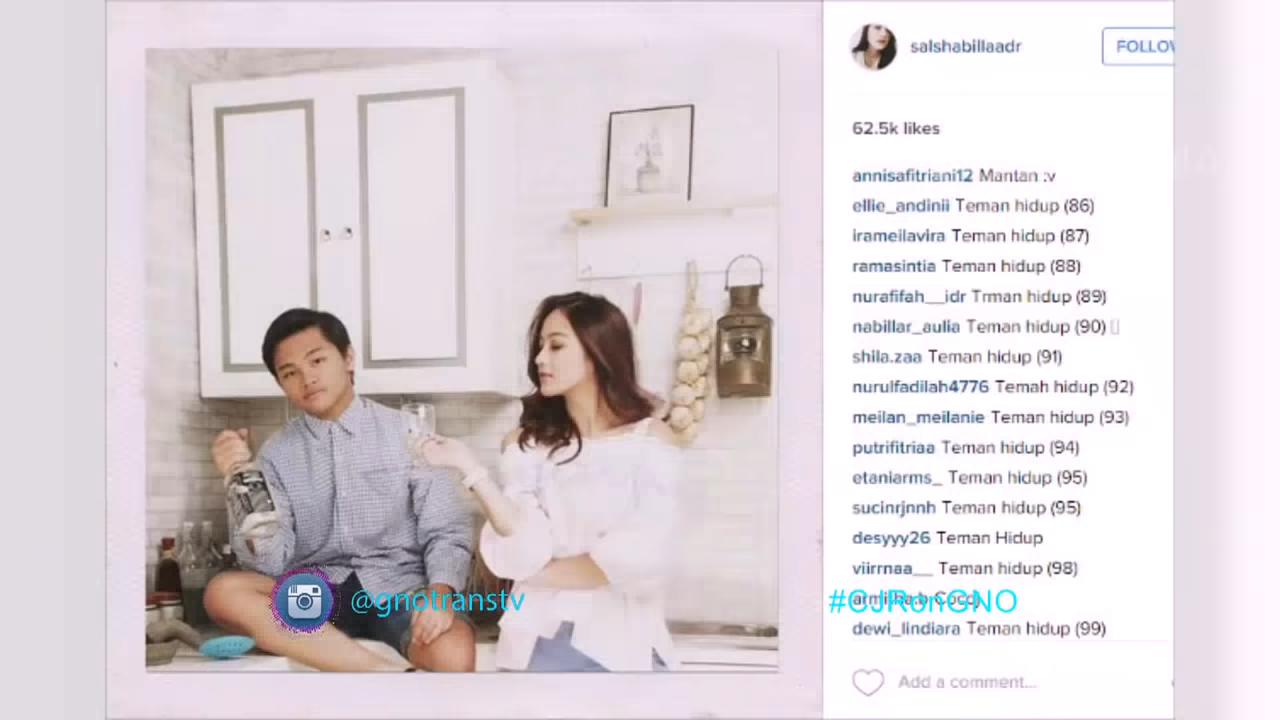 salshabillaadr
FOLLOW
62.5k likes
annisafitriani12 Mantan :v
ellie_andinii Teman hidup (86)
irameilavira Teman hidup (87)
ramasintia Teman hidup (88)
nurafifah__idr Trman hidup (89)
nabillar_aulia Teman hidup (90)
shila.zaa Teman hidup (91)
nurulfadilah4776 Temah hidup (92)
meilan_meilanie Teman hidup (93)
putrifitriaa Teman hidup (94)
etaniarms_ Teman hidup (95)
sucinrjnnh Teman hidup (95)
desyyy26 Teman Hidup
viirrnaa__ Teman hidup (98)
@gnotranstv
#OJRonGNO
dewi_lindiara Teman hidup (99)
Add a comment...